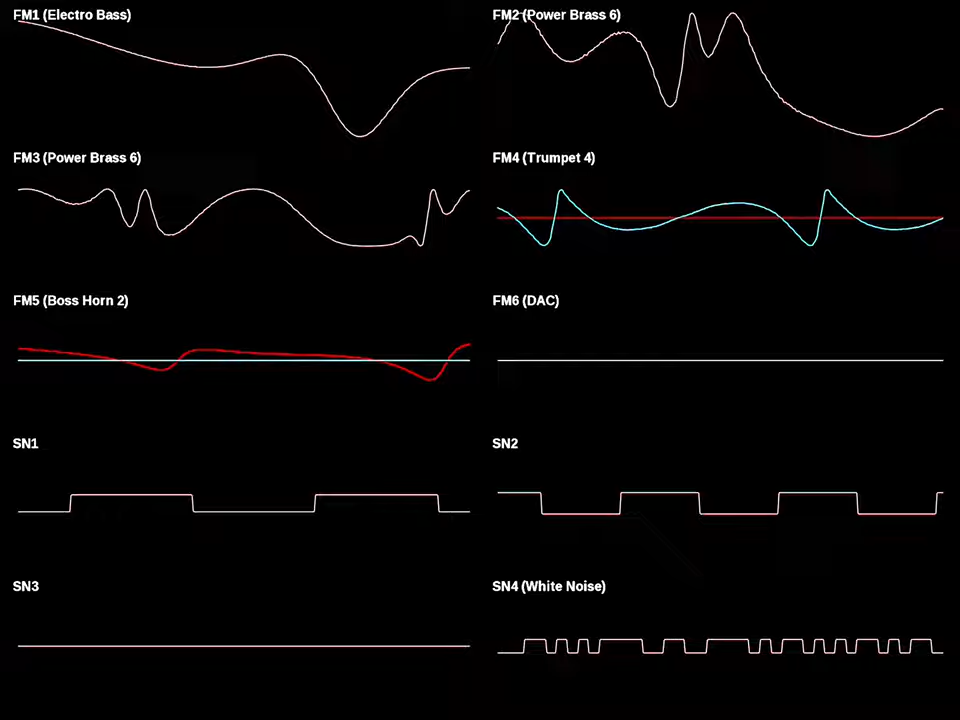 FM1 (Electro Bass)
FM2 (Power Brass 6)
FM3 (Power Brass 6)
FM4 (Trumpet 4)
FM5 (Boss Horn 2)
FM6 (DAC)
SN1
SN2
SN3
SN4 (White Noise)